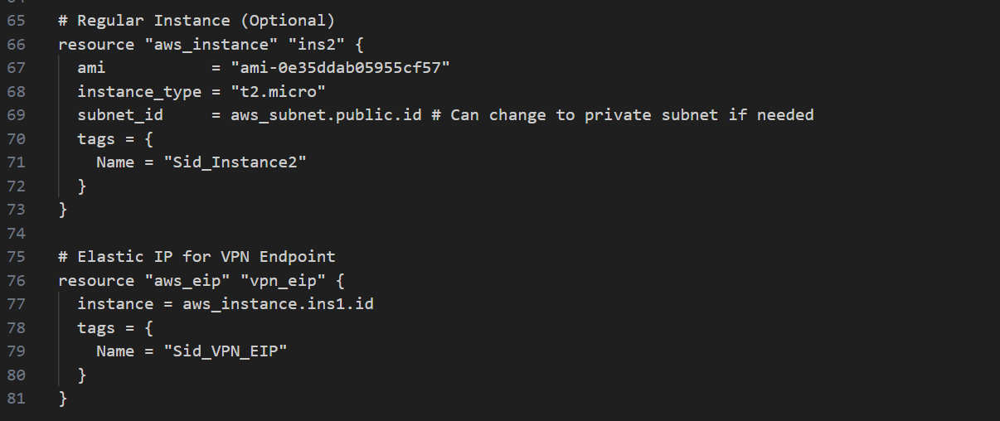 65 # Regular Instance (Optional)
66 resource "aws_instance" "ins2" {
67   ami           = "ami-0e35ddab05955cf57"
68   instance_type = "t2.micro"
69   subnet_id     = aws_subnet.public.id # Can change to private subnet if needed
70   tags = {
71     Name = "Sid_Instance2"
72   }
73 }
74
75 # Elastic IP for VPN Endpoint
76 resource "aws_eip" "vpn_eip" {
77   instance = aws_instance.ins1.id
78   tags = {
79     Name = "Sid_VPN_EIP"
80   }
81 }